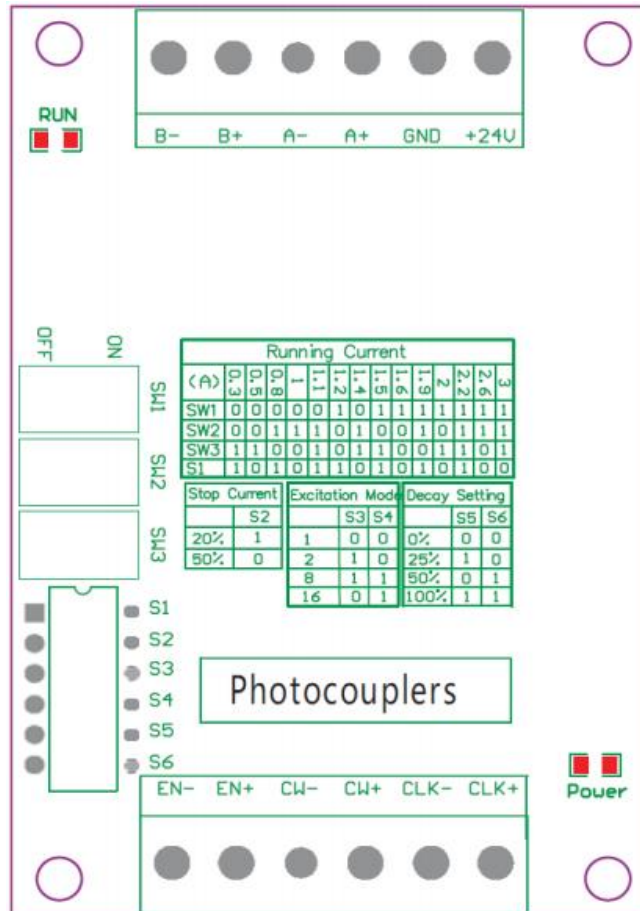 B- B+ A- A+ GND +24V
RUN
OFF ON
SW1
SW2
SW3
Running Current
(A) 0.3 0.5 0.8 1 1.1 1.2 1.4 1.5 1.6 1.9 2 2.2 2.6 3
SW1 0 0 0 0 0 1 0 1 1 1 1 1 1 1
SW2 0 0 1 1 1 0 1 0 0 1 0 1 1 1
SW3 1 1 0 0 1 0 1 1 0 0 1 1 0 1
S1 1 0 1 0 1 1 0 1 0 1 0 1 0 0
Stop Current
S2
20% 1
50% 0
Excitation Mode
S3 S4
1 0 0
2 1 0
8 1 1
16 0 1
Decay Setting
S5 S6
0% 0 0
25% 1 0
50% 0 1
100% 1 1
S1
S2
S3
S4
S5
S6
Photocouplers
Power
EN- EN+ CW- CW+ CLK- CLK+